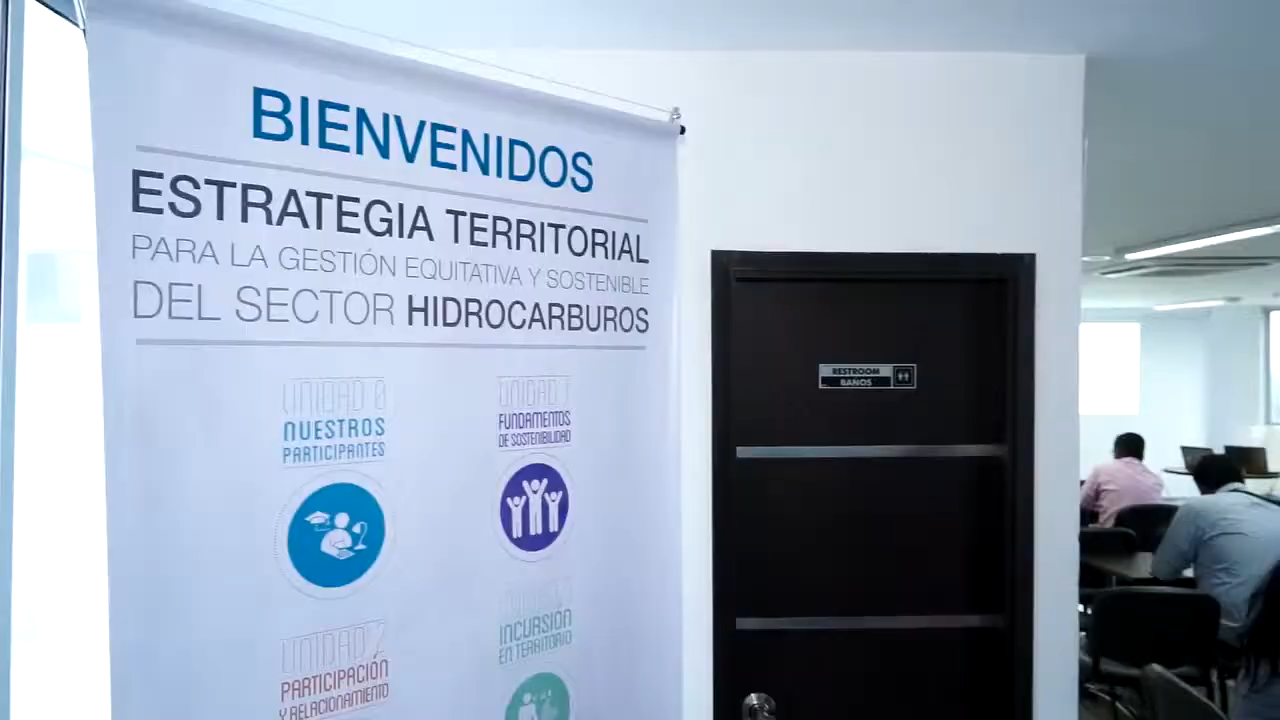 BIENVENIDOS
ESTRATEGIA TERRITORIAL
PARA LA GESTIÓN EQUITATIVA Y SOSTENIBLE
DEL SECTOR HIDROCARBUROS
UNIDAD 0
NUESTROS
PARTICIPANTES
UNIDAD 1
FUNDAMENTOS
DE SOSTENIBILIDAD
UNIDAD 2
PARTICIPACIÓN
Y RELACIONAMIENTO
INCURSIÓN
EN TERRITORIO
RESTROOM
BAÑOS